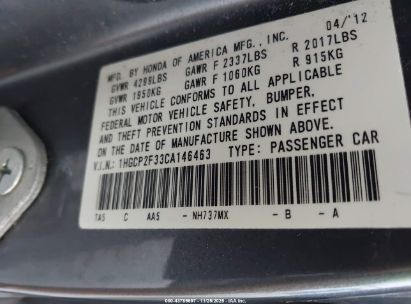 MFD. BY HONDA OF AMERICA MFG., INC. 04/'12
GVWR 4299LBS GAWR F 2337LBS R 2017LBS
GVWR 1950KG GAWR F 1060KG R 915KG
THIS VEHICLE CONFORMS TO ALL APPLICABLE
FEDERAL MOTOR VEHICLE SAFETY, BUMPER,
AND THEFT PREVENTION STANDARDS IN EFFECT
ON THE DATE OF MANUFACTURE SHOWN ABOVE.
V.I.N.: 1HGCP2F33CA146463 TYPE: PASSENGER CAR
TA5 C AA5 - NH737MX - B - A